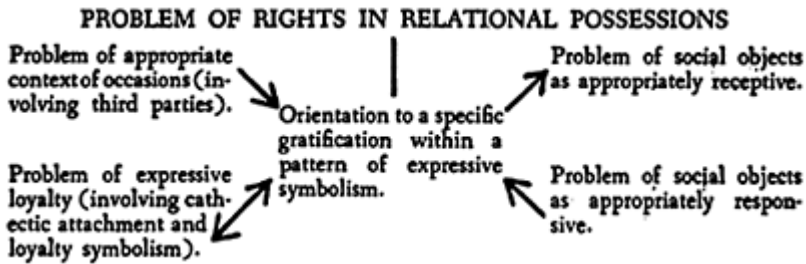 PROBLEM OF RIGHTS IN RELATIONAL POSSESSIONS
Problem of appropriate
context of occasions (in-
volving third parties).
Problem of social objects
as appropriately receptive.
Orientation to a specific
gratification within a
pattern of expressive
symbolism.
Problem of expressive
loyalty (involving cath-
ectic attachment and
loyalty symbolism).
Problem of social objects
as appropriately respon-
sive.